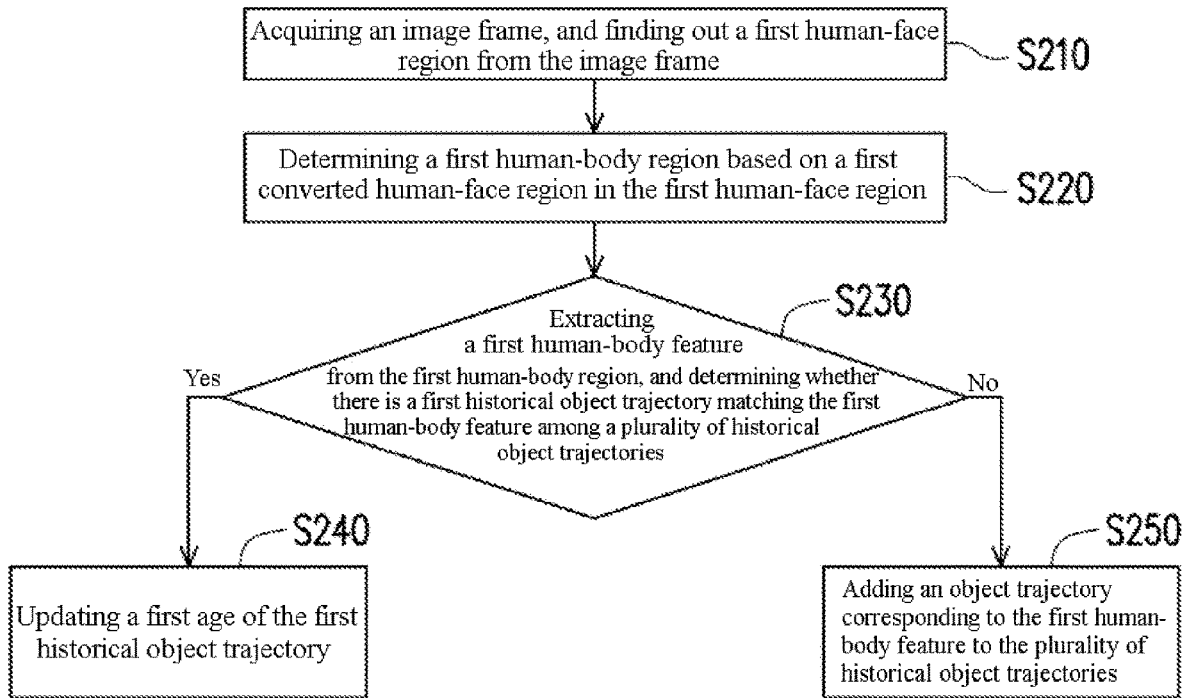 Acquiring an image frame, and finding out a first human-face
region from the image frame
S210
Determining a first human-body region based on a first
converted human-face region in the first human-face region
S220
S230
Extracting
a first human-body feature
from the first human-body region, and determining whether
there is a first historical object trajectory matching the first
human-body feature among a plurality of historical
object trajectories
Yes
No
S240
Updating a first age of the first
historical object trajectory
S250
Adding an object trajectory
corresponding to the first human-
body feature to the plurality of
historical object trajectories